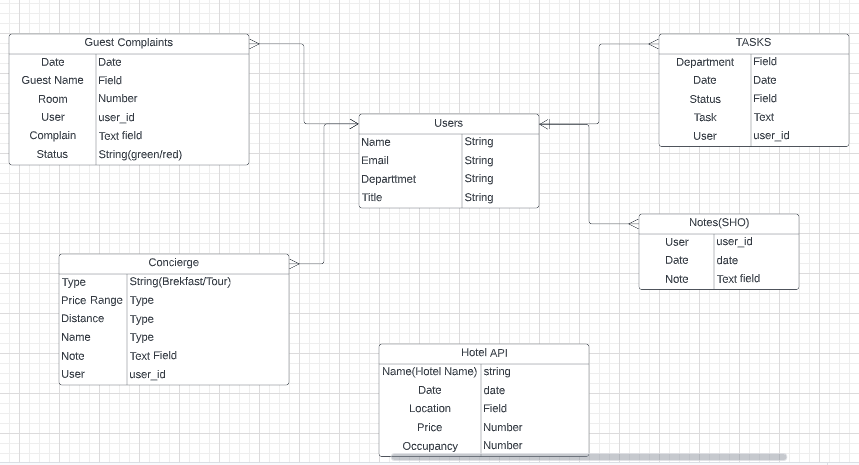 Guest Complaints
Date Date
Guest Name Field
Room Number
User user_id
Complain Text field
Status String(green/red)
TASKS
Department Field
Date Date
Status Field
Task Text
User user_id
Users
Name String
Email String
Departtmet String
Title String
Notes(SHO)
User user_id
Date date
Note Text field
Concierge
Type String(Brekfast/Tour)
Price Range Type
Distance Type
Name Type
Note Text Field
User user_id
Hotel API
Name(Hotel Name) string
Date date
Location Field
Price Number
Occupancy Number